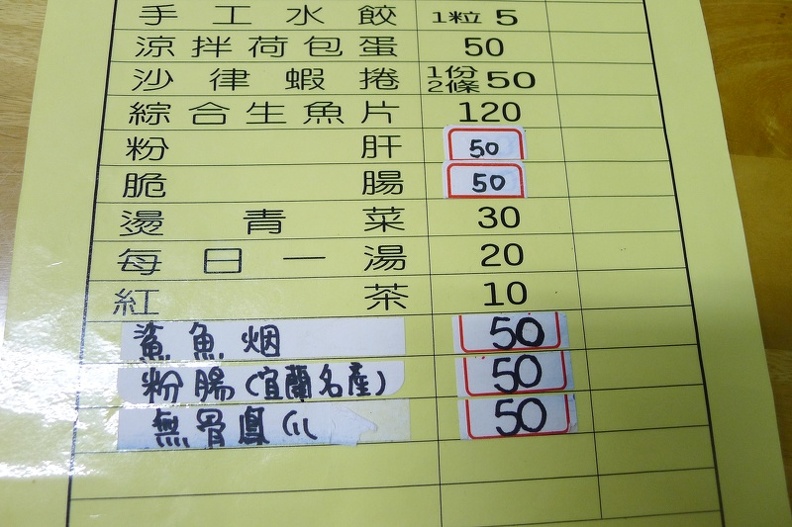 手工水餃 1粒 5
涼拌荷包蛋 50
沙律蝦捲 1份2條 50
綜合生魚片 120
粉肝 50
脆腸 50
燙青菜 30
每日一湯 20
紅茶 10
鯊魚烟 50
粉腸(宜蘭名產) 50
無骨鳳爪 50